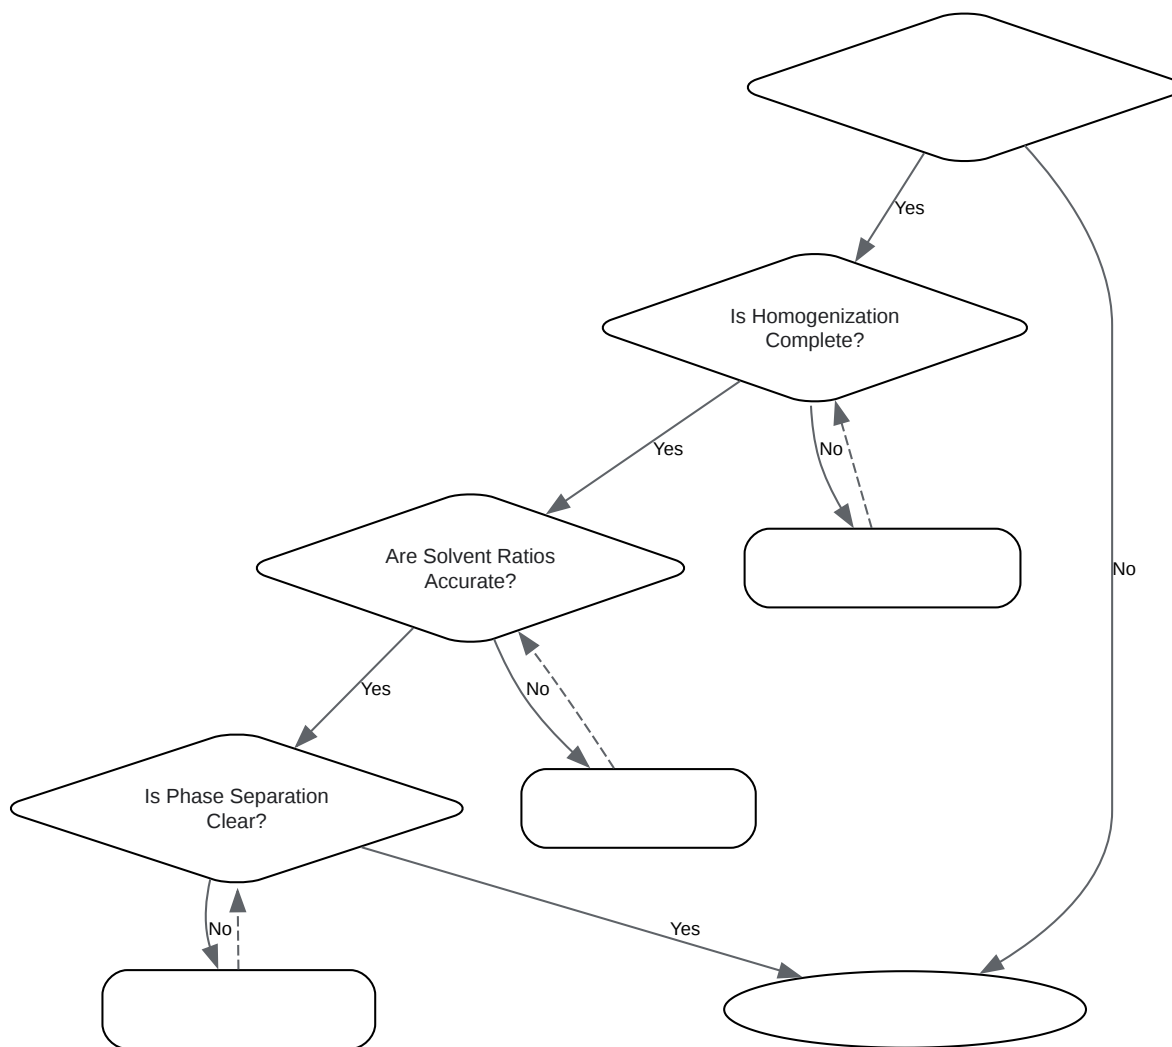 Yes
Is Homogenization
Complete?
Yes
No
Are Solvent Ratios
Accurate?
No
Yes
No
Is Phase Separation
Clear?
No
Yes